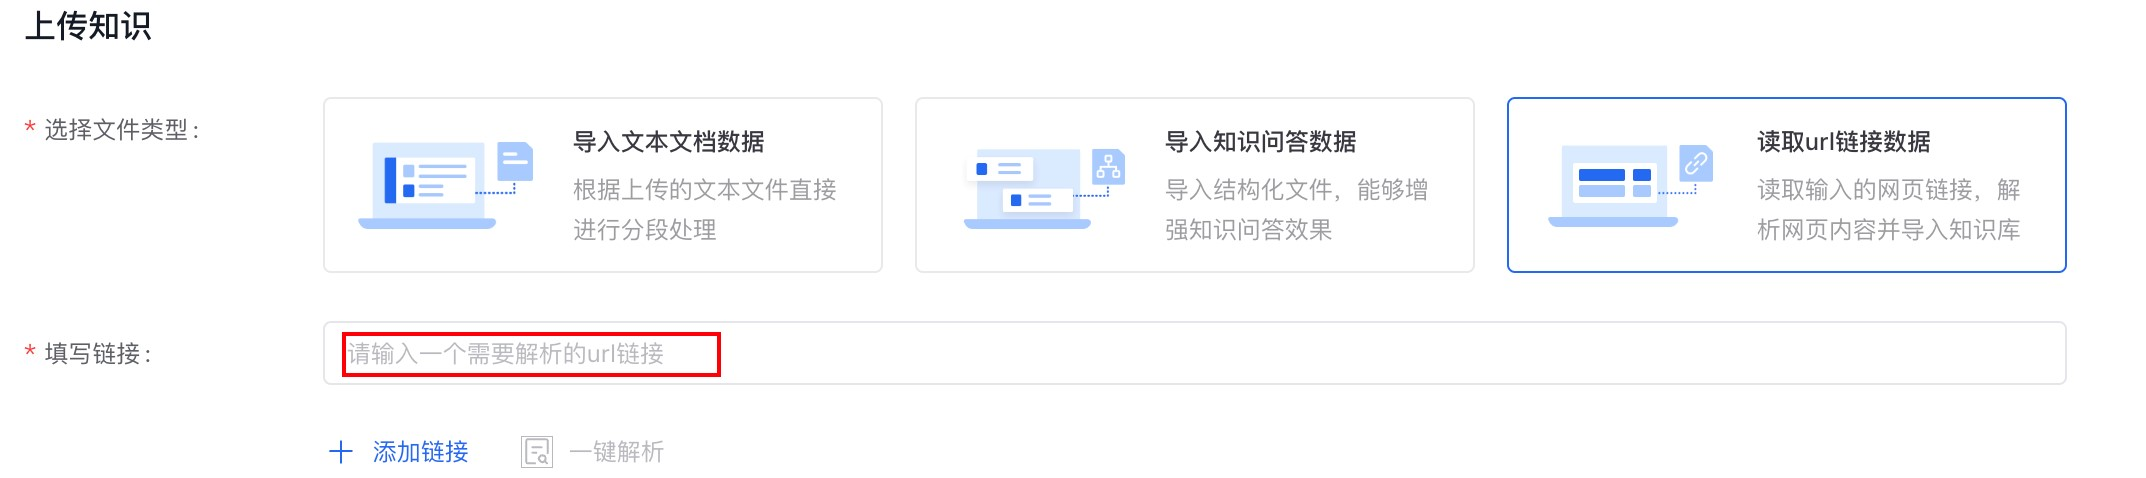 上传知识
* 选择文件类型:
导入文本文档数据
根据上传的文本文件直接
进行分段处理
导入知识问答数据
导入结构化文件，能够增
强知识问答效果
读取url链接数据
读取输入的网页链接，解
析网页内容并导入知识库
* 填写链接:
请输入一个需要解析的url链接
添加链接
一键解析